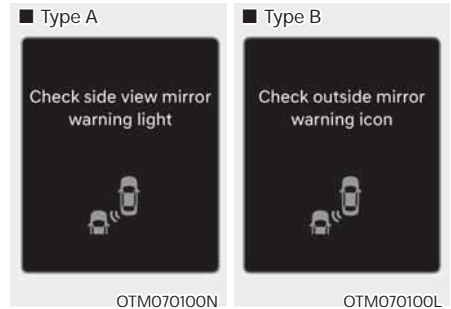 ■ Type A
Check side view mirror
warning light
OTM070100N
■ Type B
Check outside mirror
warning icon
OTM070100L